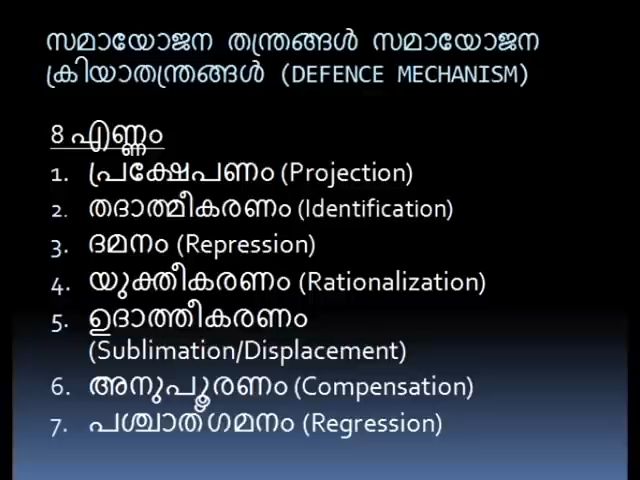 സമായോജന തന്ത്രങ്ങൾ സമായോജന
ക്രിയാതന്ത്രങ്ങൾ (DEFENCE MECHANISM)
8 എണ്ണം
1. പ്രക്ഷേപണം (Projection)
2. തദാത്മീകരണം (Identification)
3. ദമനം (Repression)
4. യുക്തീകരണം (Rationalization)
5. ഉദാത്തീകരണം
(Sublimation/Displacement)
6. അനുപൂരണം (Compensation)
7. പശ്ചാത്ഗമനം (Regression)